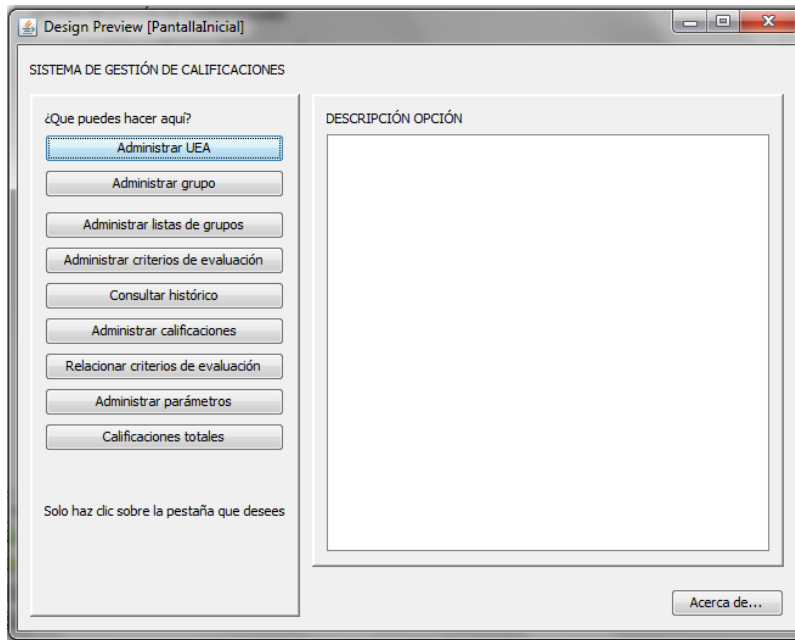 Design Preview [PantallaInicial]
SISTEMA DE GESTIÓN DE CALIFICACIONES
¿Que puedes hacer aquí?
Administrar UEA
Administrar grupo
Administrar listas de grupos
Administrar criterios de evaluación
Consultar histórico
Administrar calificaciones
Relacionar criterios de evaluación
Administrar parámetros
Calificaciones totales
Solo haz clic sobre la pestaña que desees
DESCRIPCIÓN OPCIÓN
Acerca de...